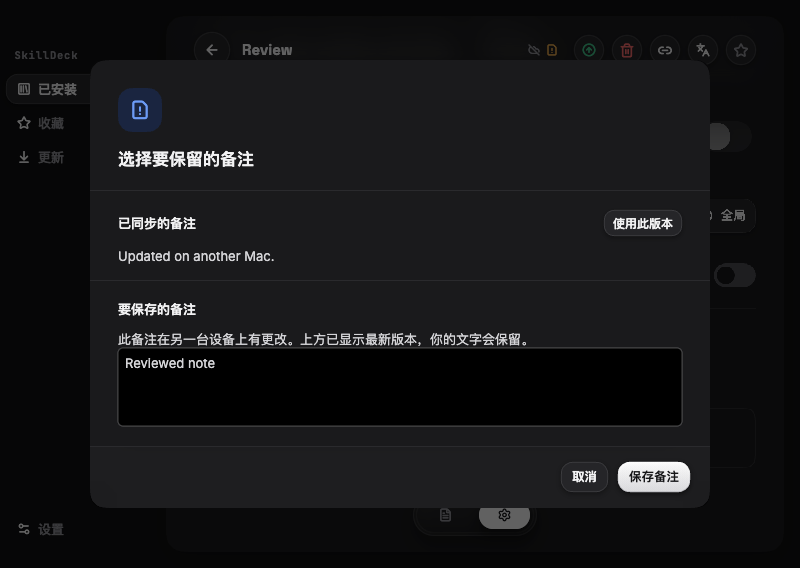 SkillDeck
Review
已安装
收藏
更新
选择要保留的备注
已同步的备注
使用此版本
全局
Updated on another Mac.
要保存的备注
此备注在另一台设备上有更改。上方已显示最新版本，你的文字会保留。
Reviewed note
取消
保存备注
设置